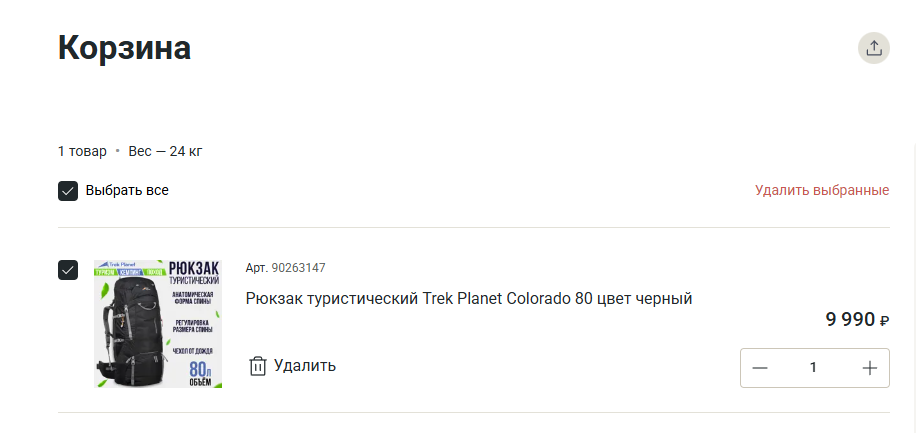 Корзина
1 товар • Вес — 24 кг
Выбрать все
Удалить выбранные
Trek Planet
ТУРИЗМ КЕМПИНГ ПОХОД
РЮКЗАК
ТУРИСТИЧЕСКИЙ
АНАТОМИЧЕСКАЯ
ФОРМА СПИНЫ
РЕГУЛИРОВКА
РАЗМЕРА СПИНЫ
ЧЕХОЛ ОТ ДОЖДЯ
80л
ОБЪЁМ
Арт. 90263147
Рюкзак туристический Trek Planet Colorado 80 цвет черный
9 990 ₽
Удалить
1